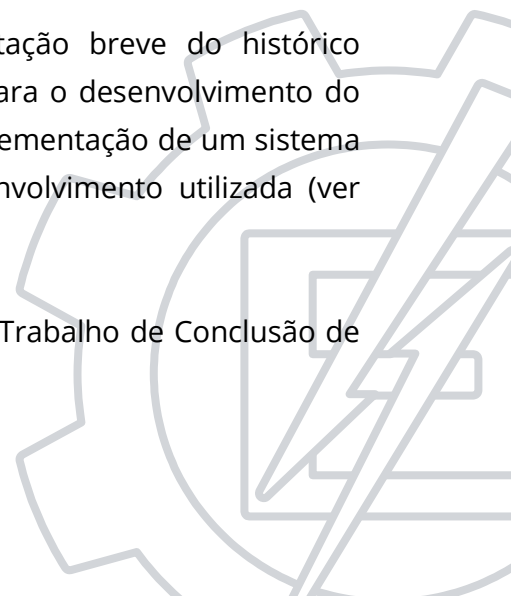 tação breve do histórico
ara o desenvolvimento do
ementação de um sistema
nvolvimento utilizada (ver
Trabalho de Conclusão de